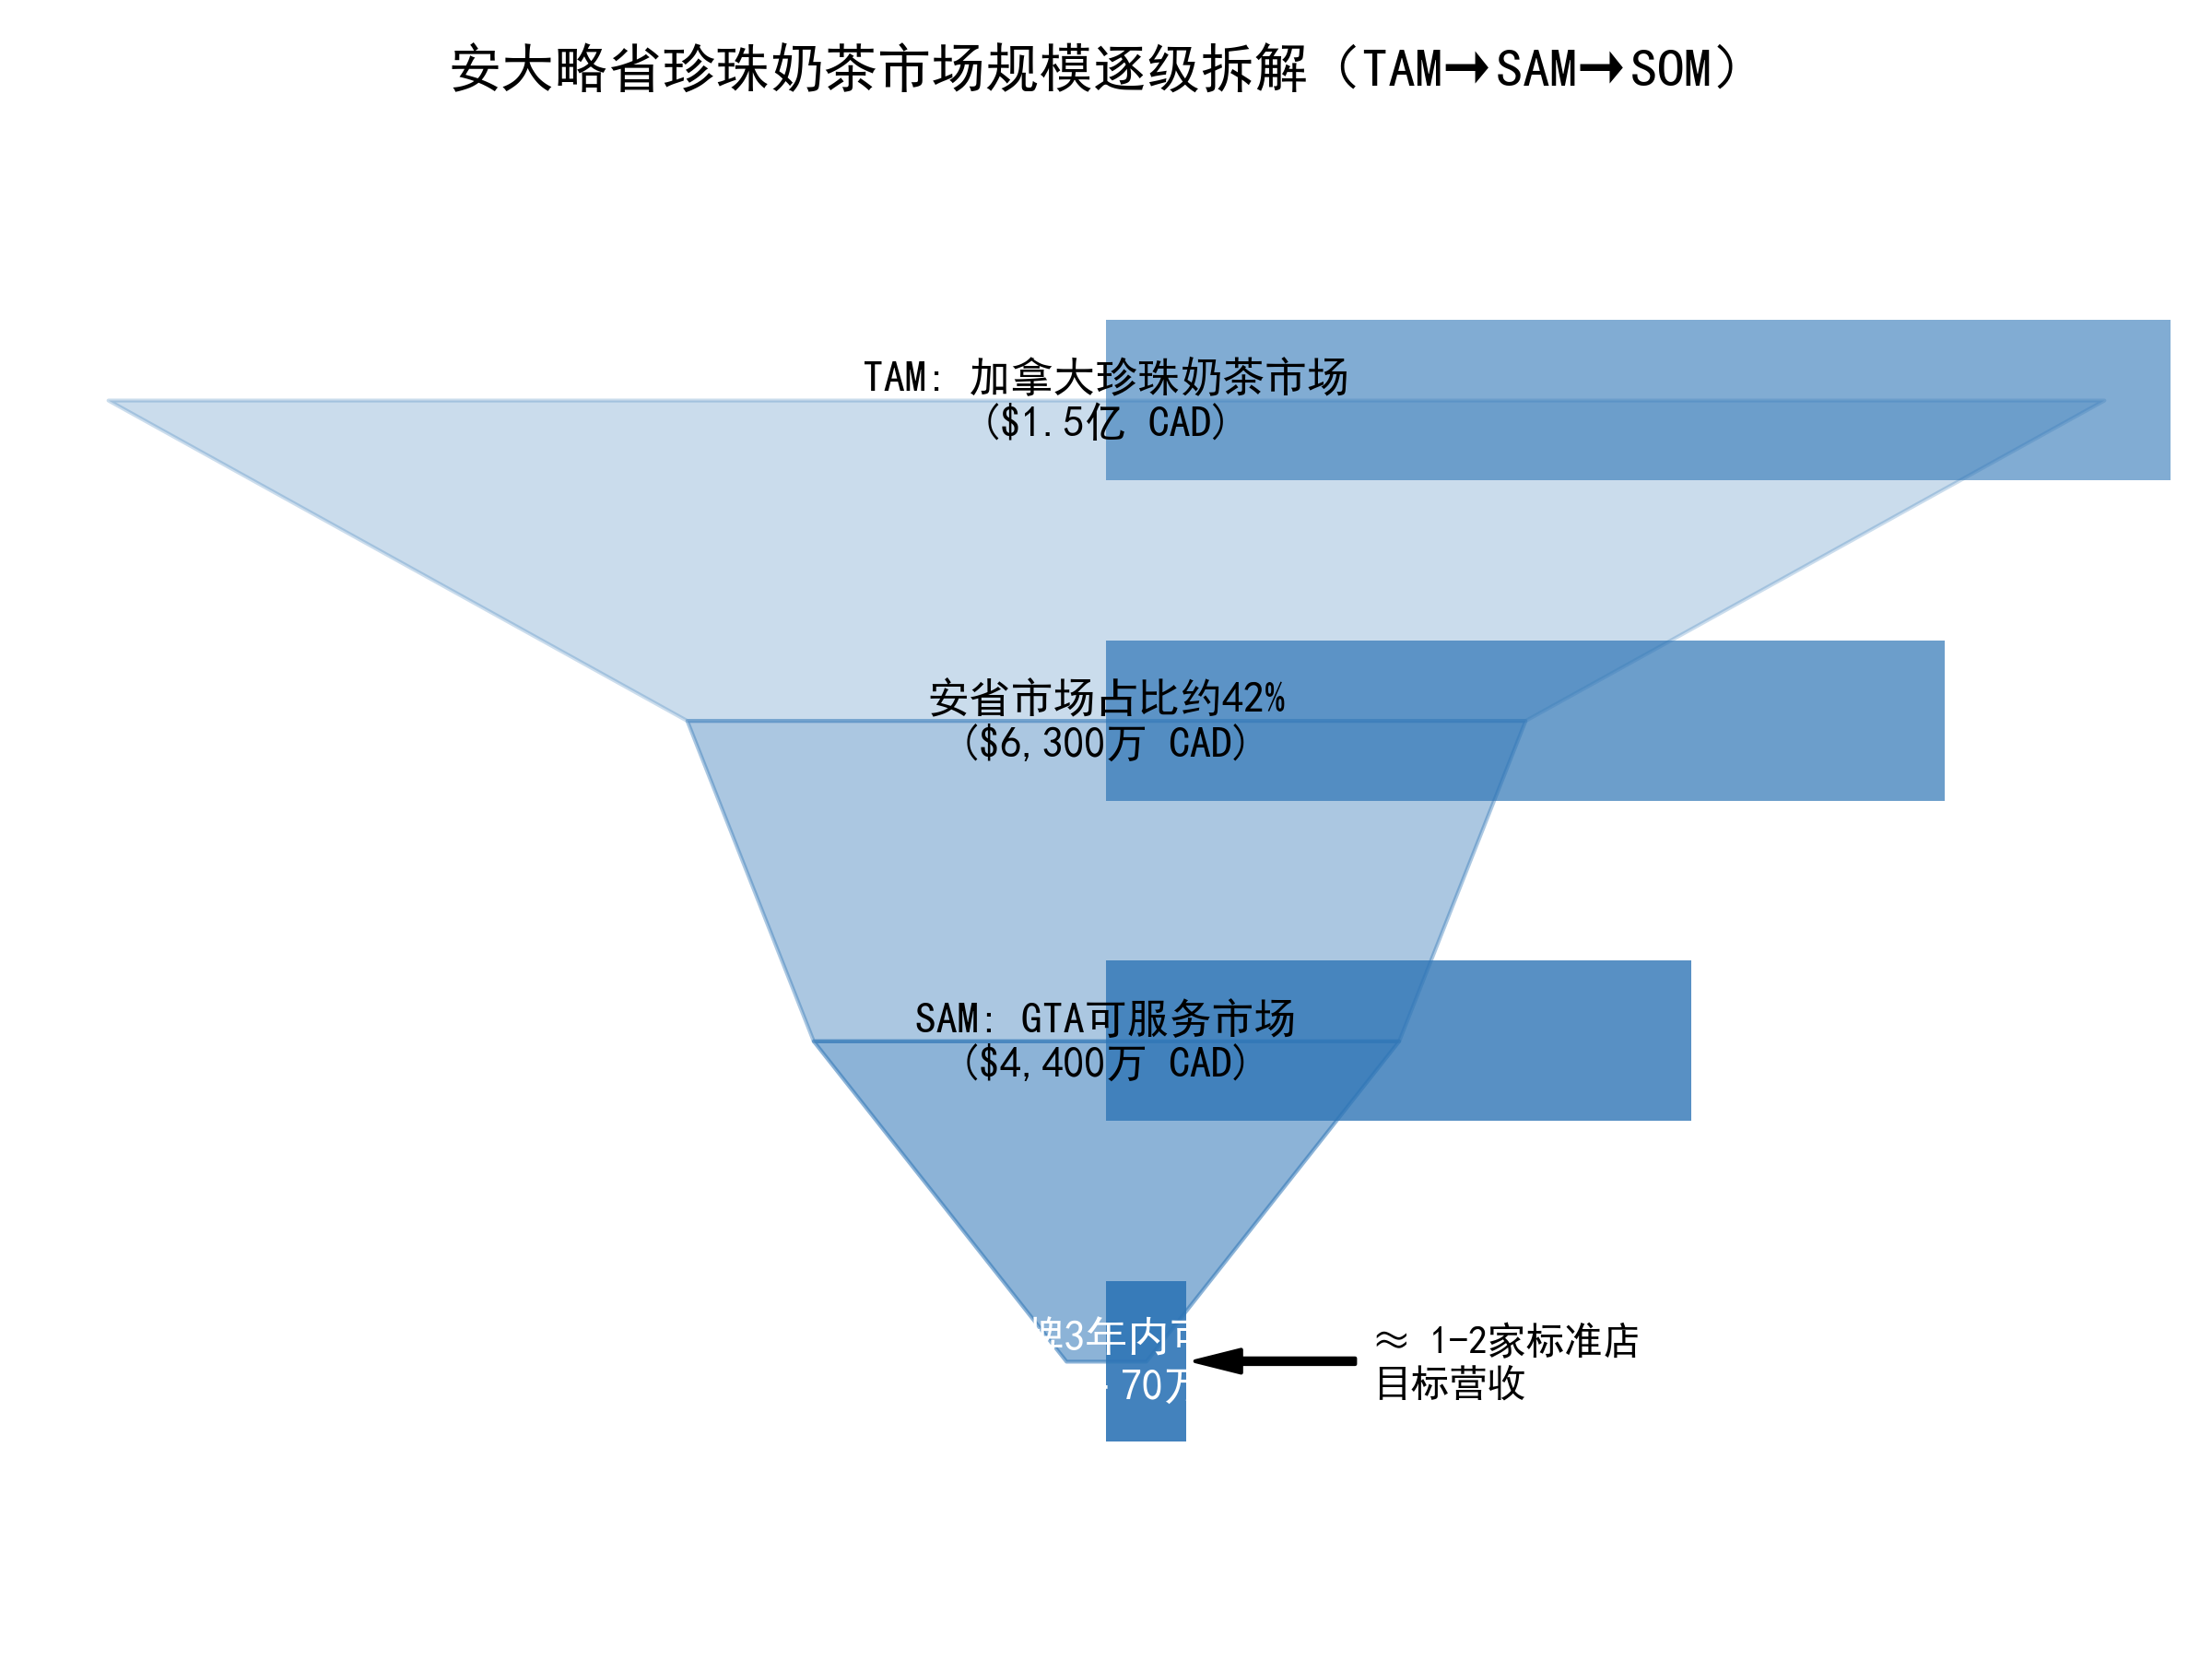 安大略省珍珠奶茶市场规模逐级拆解（TAM→SAM→SOM）
TAM: 加拿大珍珠奶茶市场
($1.5亿 CAD)
安省市场占比约42%
($6,300万 CAD)
SAM: GTA可服务市场
($4,400万 CAD)
牌3年内可
-70万
≈ 1-2家标准店
目标营收